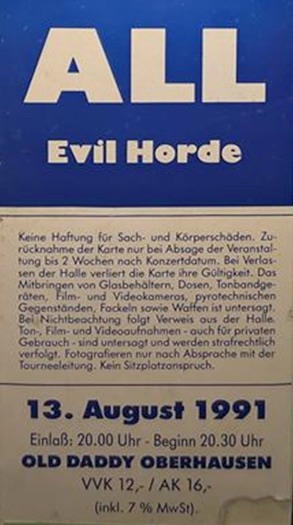 ALL
Evil Horde
Keine Haftung für Sach- und Körperschäden. Zu-
rücknahme der Karte nur bei Absage der Veranstal-
tung bis 2 Wochen nach Konzertdatum. Bei Verlas-
sen der Halle verliert die Karte ihre Gültigkeit. Das
Mitbringen von Glasbehältern, Dosen, Tonbandge-
räten, Film- und Videokameras, pyrotechnischen
Gegenständen, Fackeln sowie Waffen ist untersagt.
Bei Nichtbeachtung folgt Verweis aus der Halle.
Ton-, Film- und Videoaufnahmen - auch für privaten
Gebrauch - sind untersagt und werden strafrechtlich
verfolgt. Fotografieren nur nach Absprache mit der
Tourneeleitung. Kein Sitzplatzanspruch.
13. August 1991
Einlaß: 20.00 Uhr - Beginn 20.30 Uhr
OLD DADDY OBERHAUSEN
VVK 12,- / AK 16,-
(inkl. 7 % MwSt).